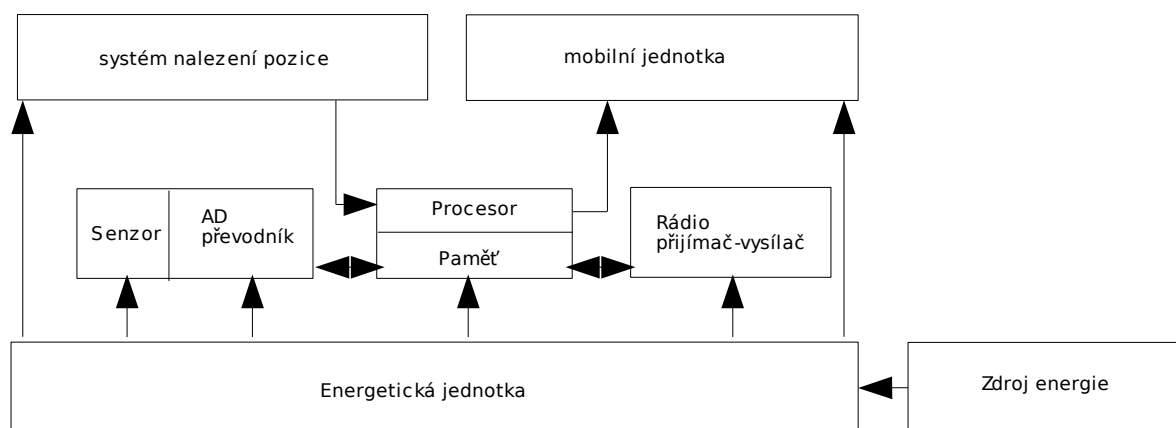 systém nalezení pozice
mobilní jednotka
Senzor
AD
převodník
Procesor
Paměť
Rádio
přijímač-vysílač
Energetická jednotka
Zdroj energie